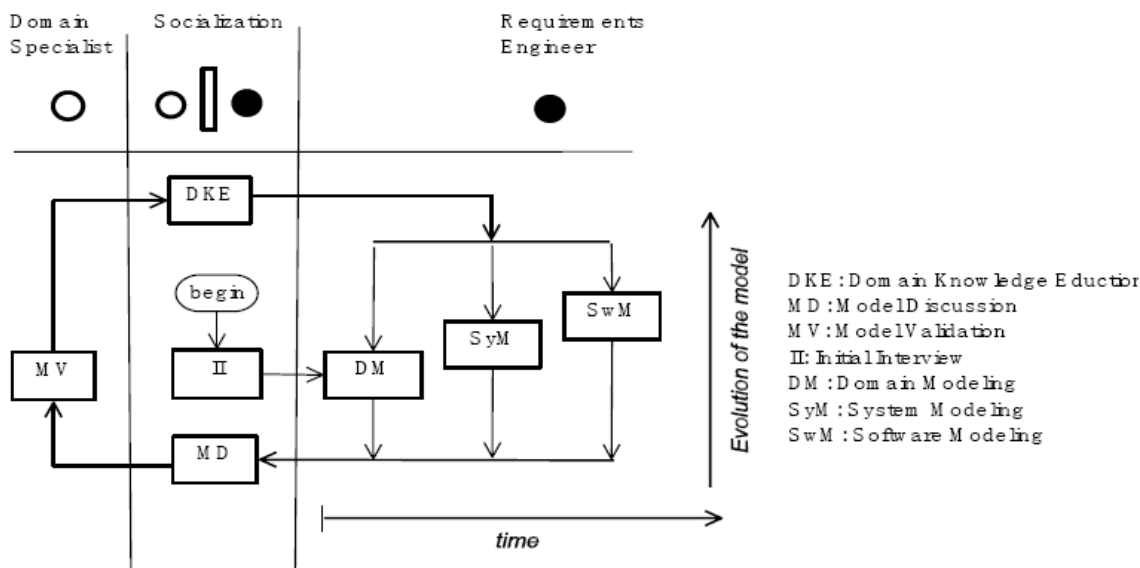 Domain
Specialist
Socialization
Requirements
Engineer
DKE
begin
II
MV
DM
SyM
SwM
MD
Evolution of the model
time
DKE:Domain Knowledge Eduction
MD:Model Discussion
MV:Model Validation
II: Initial Interview
DM:Domain Modeling
SyM:System Modeling
SwM:Software Modeling